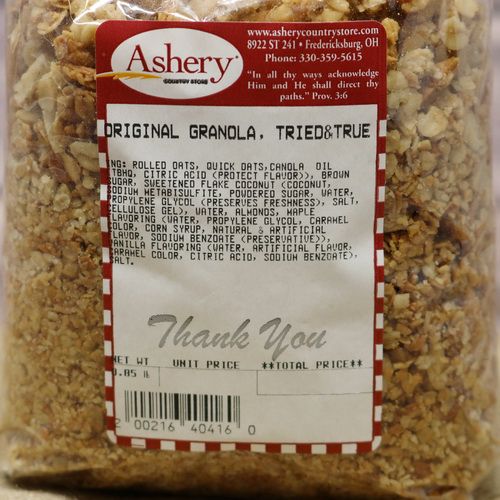 www.asherycountrystore.com
8922 ST 241 • Fredericksburg, OH
Phone: 330-359-5615
Ashery
COUNTRY STORE
"In all thy ways acknowledge
Him and He shall direct thy
paths." Prov. 3:6
ORIGINAL GRANOLA, TRIED&TRUE
ING: ROLLED OATS, QUICK OATS,CANOLA OIL
TBHQ, CITRIC ACID (PROTECT FLAVOR)), BROWN
SUGAR, SWEETENED FLAKE COCONUT (COCONUT,
SODIUM METABISULFITE, POWDERED SUGAR, WATER,
PROPYLENE GLYCOL (PRESERVES FRESHNESS), SALT,
CELLULOSE GEL), WATER, ALMONDS, MAPLE
FLAVORING (WATER, PROPYLENE GLYCOL, CARAMEL
COLOR, CORN SYRUP, NATURAL & ARTIFICIAL
FLAVOR, SODIUM BENZOATE (PRESERVATIVE)),
VANILLA FLAVORING (WATER, ARTIFICIAL FLAVOR,
CARAMEL COLOR, CITRIC ACID, SODIUM BENZOATE),
SALT.
Thank You
NET WT UNIT PRICE **TOTAL PRICE**
.85 lb
2 00216 40416 0